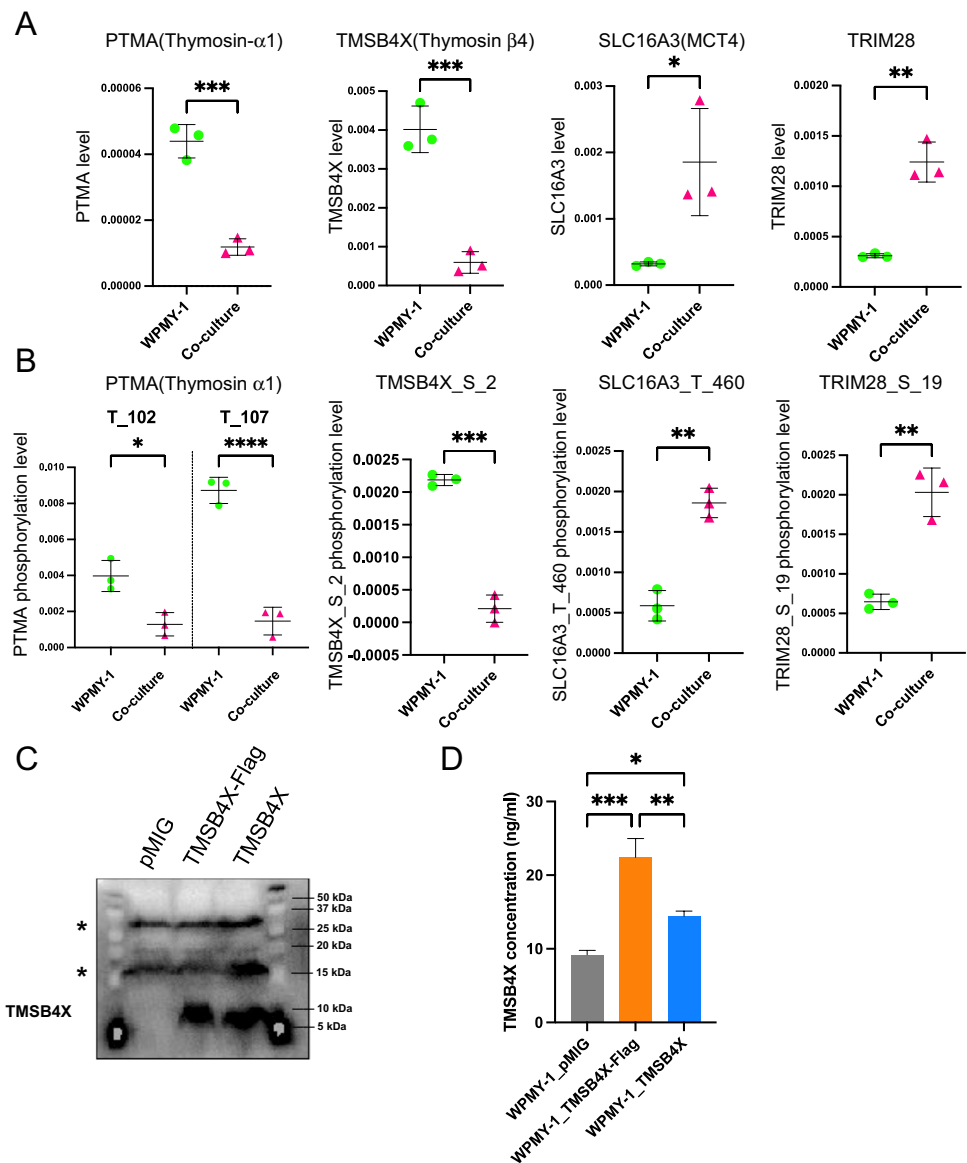 A
PTMA(Thymosin-α1)
***
PTMA level
0.00006
0.00004
0.00002
0.00000
WPMY-1
Co-culture
TMSB4X(Thymosin β4)
***
TMSB4X level
0.005
0.004
0.003
0.002
0.001
0.000
WPMY-1
Co-culture
SLC16A3(MCT4)
*
SLC16A3 level
0.003
0.002
0.001
0.000
WPMY-1
Co-culture
TRIM28
**
TRIM28 level
0.0020
0.0015
0.0010
0.0005
0.0000
WPMY-1
Co-culture
B
PTMA(Thymosin α1)
T_102
T_107
*
****
PTMA phosphorylation level
0.010
0.008
0.006
0.004
0.002
0.000
WPMY-1
Co-culture
WPMY-1
Co-culture
TMSB4X_S_2
***
TMSB4X_S_2 phosphorylation level
0.0025
0.0020
0.0015
0.0010
0.0005
0.0000
-0.0005
WPMY-1
Co-culture
SLC16A3_T_460
**
SLC16A3_T_460 phosphorylation level
0.0025
0.0020
0.0015
0.0010
0.0005
0.0000
WPMY-1
Co-culture
TRIM28_S_19
**
TRIM28_S_19 phosphorylation level
0.0025
0.0020
0.0015
0.0010
0.0005
0.0000
WPMY-1
Co-culture
C
pMIG
TMSB4X-Flag
TMSB4X
*
*
TMSB4X
50 kDa
37 kDa
25 kDa
20 kDa
15 kDa
10 kDa
5 kDa
D
*
***
**
TMSB4X concentration (ng/ml)
30
20
10
0
WPMY-1_pMIG
WPMY-1_TMSB4X-Flag
WPMY-1_TMSB4X